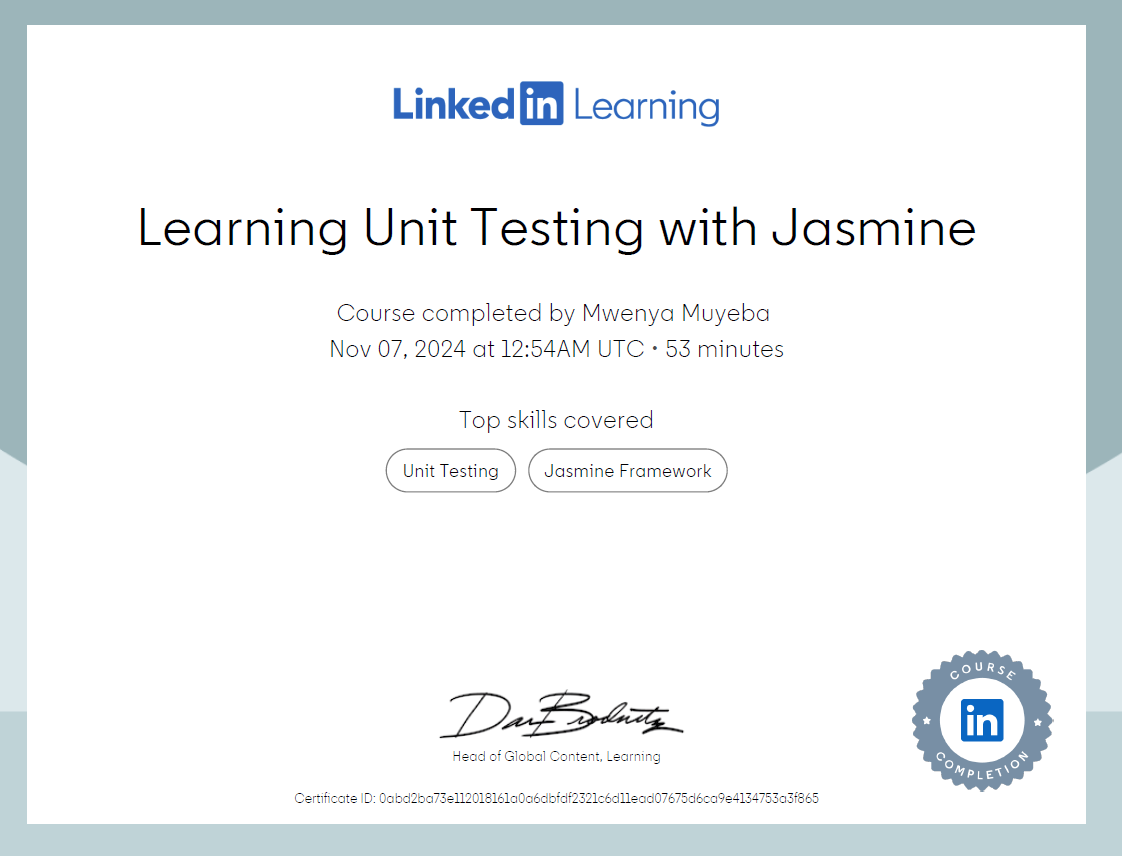 Linked in Learning
Learning Unit Testing with Jasmine
Course completed by Mwenya Muyeba
Nov 07, 2024 at 12:54AM UTC • 53 minutes
Top skills covered
Unit Testing
Jasmine Framework
Dan Brodnitz
Head of Global Content, Learning
Certificate ID: 0abd2ba73e112018161a0a6dbfdf2321c6d11ead07675d6ca9e4134753a3f865
COURSE
in
COMPLETION